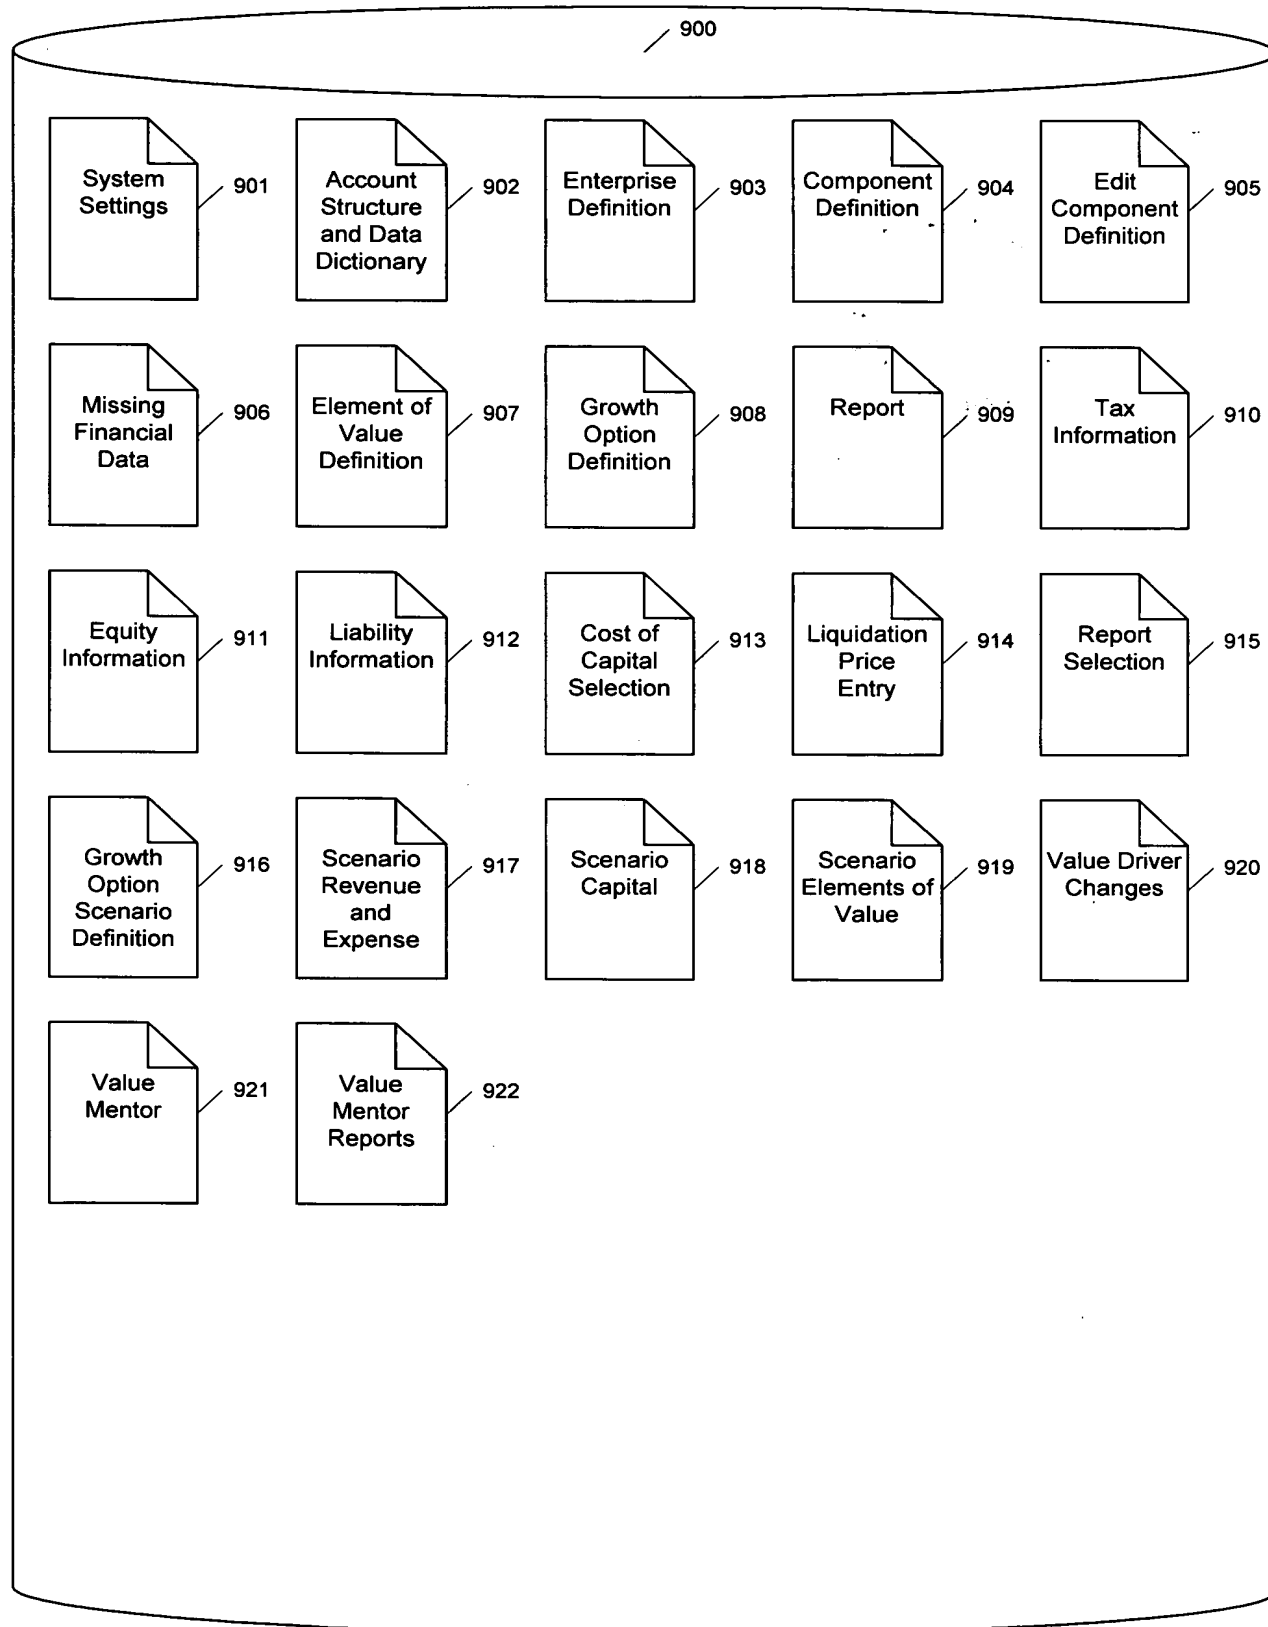 900
System
Settings
901
Account
Structure
and Data
Dictionary
902
Enterprise
Definition
903
Component
Definition
904
Edit
Component
Definition
905
Missing
Financial
Data
906
Element of
Value
Definition
907
Growth
Option
Definition
908
Report
909
Tax
Information
910
Equity
Information
911
Liability
Information
912
Cost of
Capital
Selection
913
Liquidation
Price
Entry
914
Report
Selection
915
Growth
Option
Scenario
Definition
916
Scenario
Revenue
and
Expense
917
Scenario
Capital
918
Scenario
Elements of
Value
919
Value Driver
Changes
920
Value
Mentor
921
Value
Mentor
Reports
922